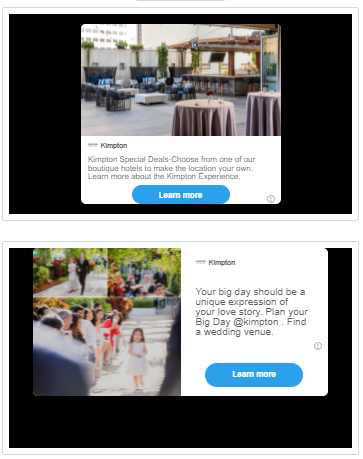 Kimpton
Kimpton Special Deals-Choose from one of our
boutique hotels to make the location your own.
Learn more about the Kimpton Experience.
Learn more
Kimpton
Your big day should be a
unique expression of
your love story. Plan your
Big Day @kimpton . Find
a wedding venue.
Learn more